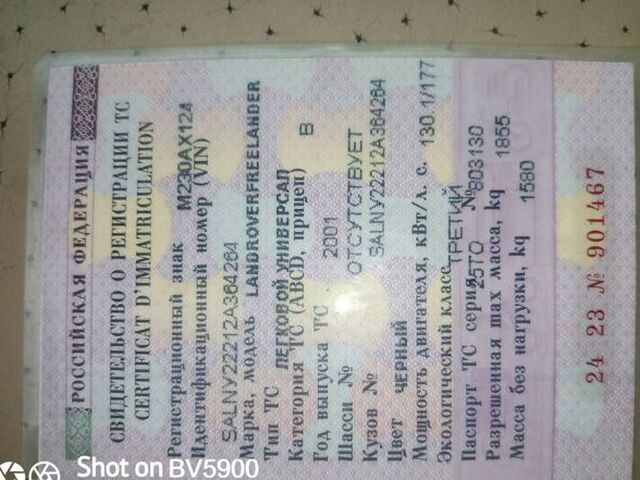 РОССИЙСКАЯ ФЕДЕРАЦИЯ
СВИДЕТЕЛЬСТВО О РЕГИСТРАЦИИ ТС
CERTIFICAT D'IMMATRICULATION
Регистрационный знак М230АХ124
Идентификационный номер (VIN)
SALNY22212A364264
Марка, модель LANDROVERFREELANDER
Тип ТС ЛЕГКОВОЙ УНИВЕРСАЛ
Категория ТС (ABCD, прицеп) B
Год выпуска ТС 2001
Шасси № ОТСУТСТВУЕТ
Кузов № SALNY22212A364264
Цвет ЧЕРНЫЙ
Мощность двигателя, кВт/л. с. 130.1/177
Экологический класс ТРЕТИЙ
Паспорт ТС серия 25ТО № 803130
Разрешенная max масса, kg 1855
Масса без нагрузки, kg 1580
24 23 № 901467
Shot on BV5900